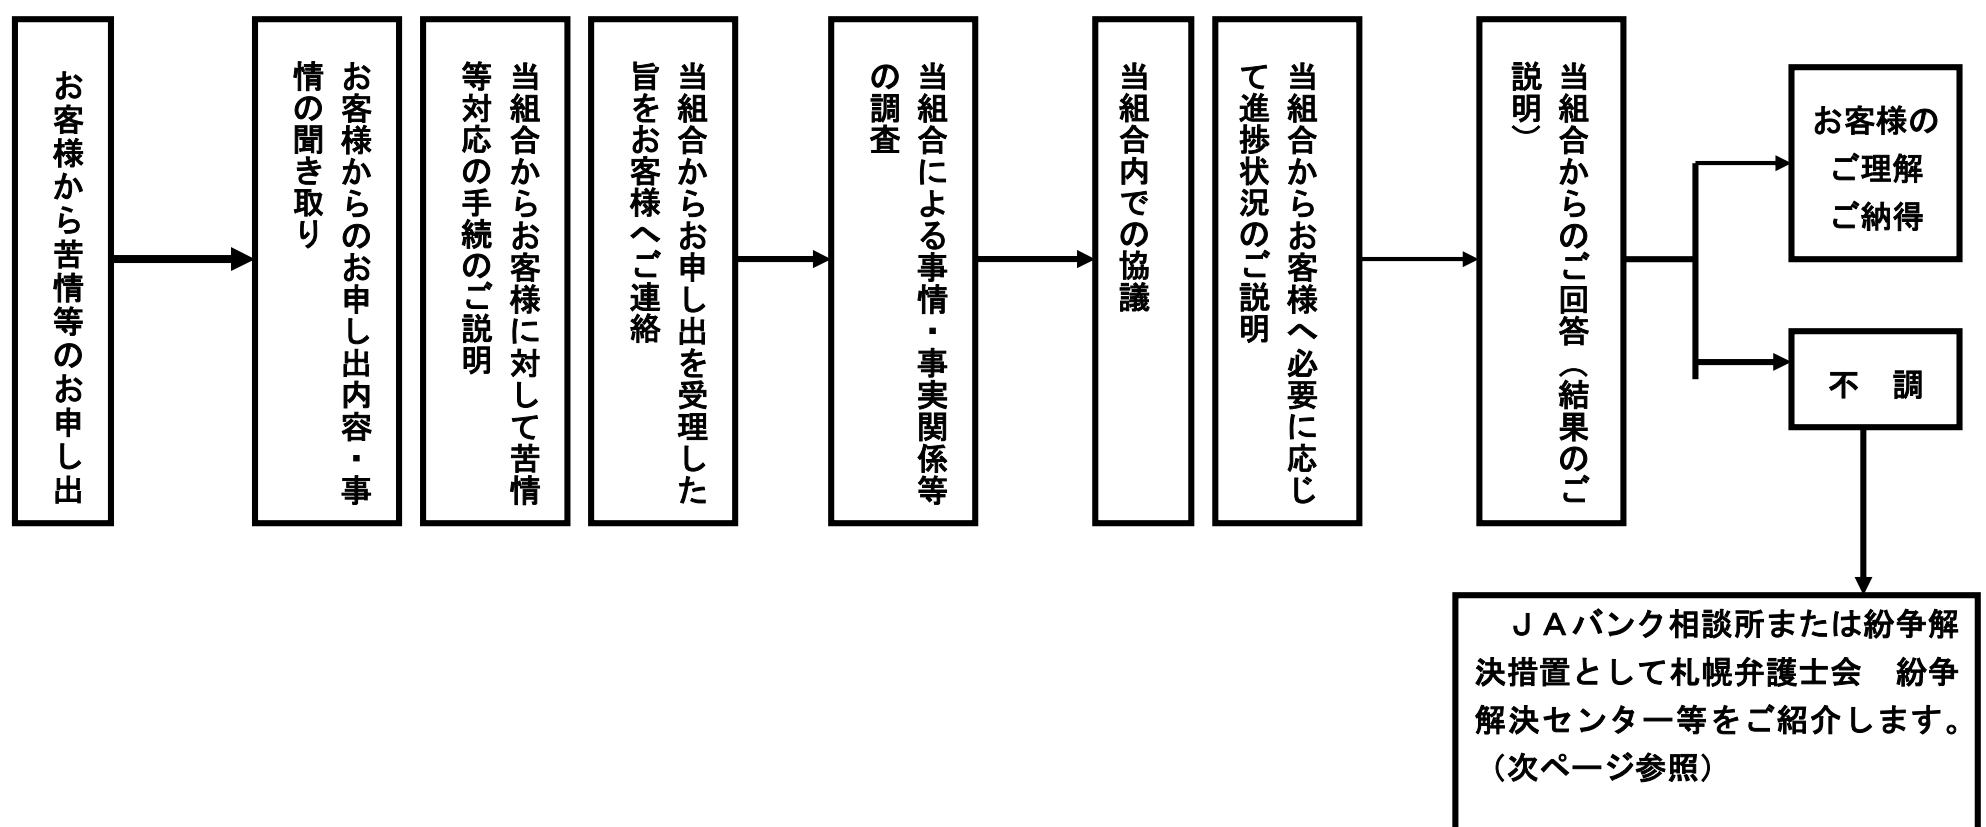 お客様から苦情等のお申し出
お客様からのお申し出内容・事
情の聞き取り
当組合からお客様に対して苦情
等対応の手続のご説明
当組合からお申し出を受理した
旨をお客様へご連絡
当組合による事情・事実関係等
の調査
当組合内での協議
当組合からお客様へ必要に応じ
て進捗状況のご説明
当組合からのご回答（結果のご
説明）
お客様の
ご理解
ご納得
不　調
ＪＡバンク相談所または紛争解
決措置として札幌弁護士会　紛争
解決センター等をご紹介します。
（次ページ参照）